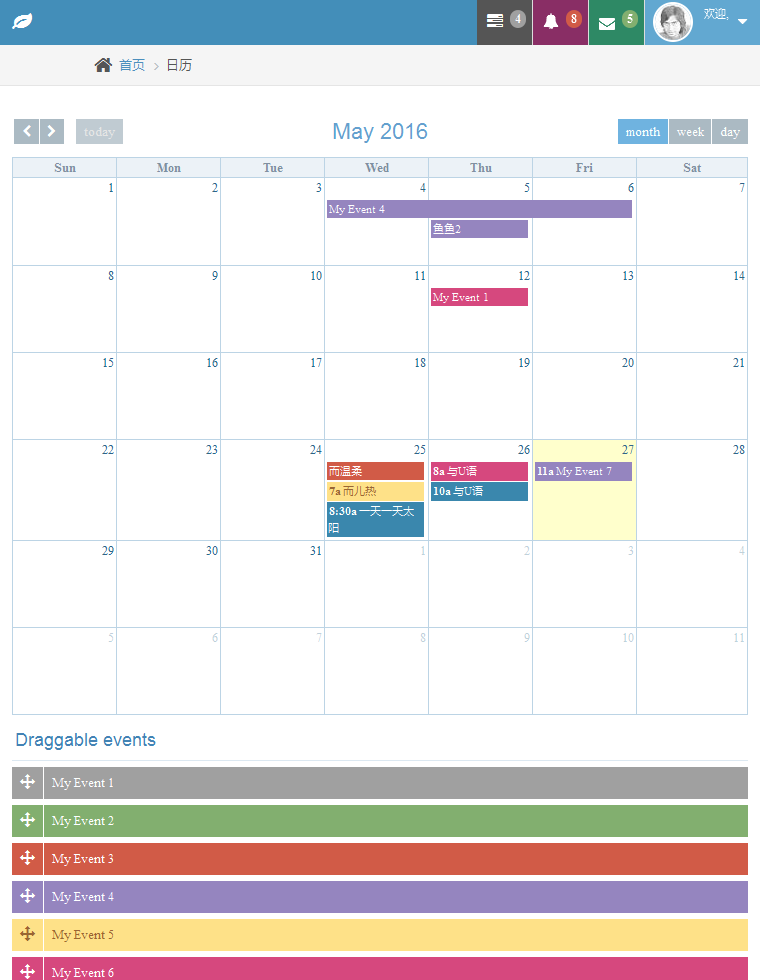 4 8 5 欢迎,
首页 日历
today May 2016 month week day
Sun Mon Tue Wed Thu Fri Sat
1 2 3 4 5 6 7
My Event 4
鱼鱼2
8 9 10 11 12 13 14
My Event 1
15 16 17 18 19 20 21
22 23 24 25 26 27 28
而温柔 8a 与U语 11a My Event 7
7a 而儿热 10a 与U语
8:30a 一天一天太
阳
29 30 31 1 2 3 4
5 6 7 8 9 10 11
Draggable events
My Event 1
My Event 2
My Event 3
My Event 4
My Event 5
My Event 6